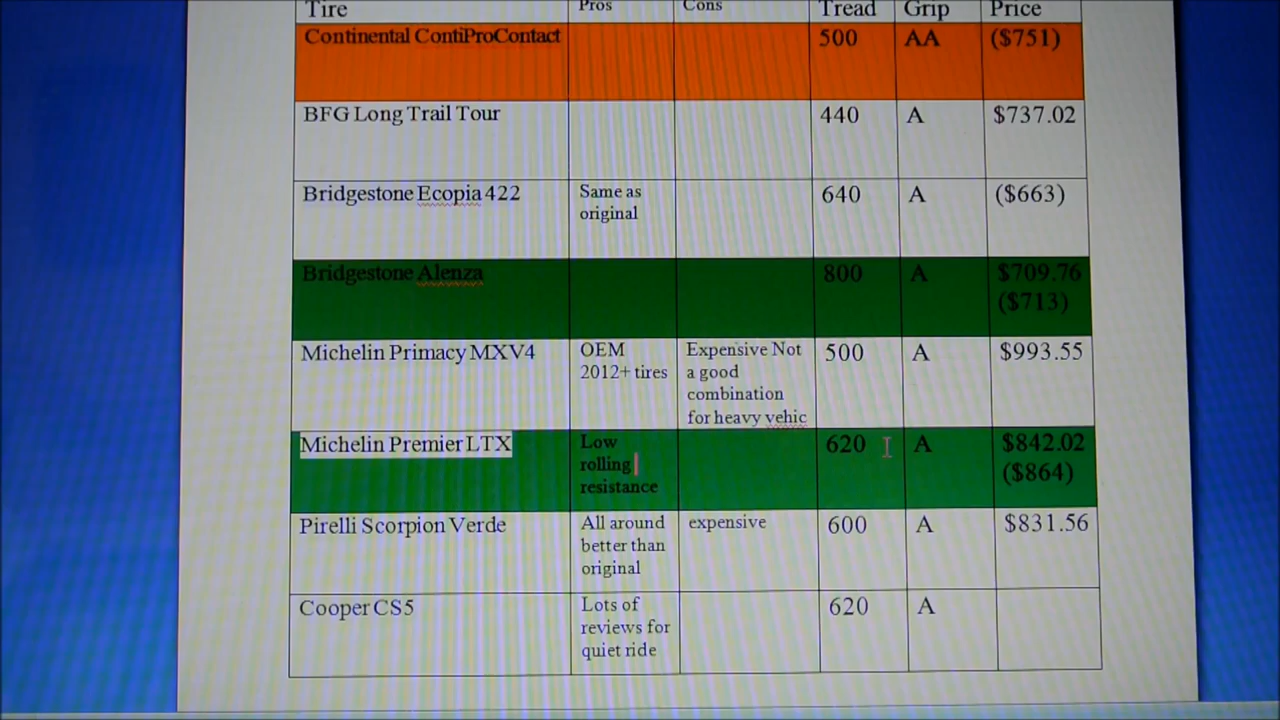 Tire Pros Cons Tread Grip Price
Continental ContiProContact 500 AA ($751)
BFG Long Trail Tour 440 A $737.02
Bridgestone Ecopia 422 Same as 640 A ($663)
original
Bridgestone Alenza 800 A $709.76
($713)
Michelin Primacy MXV4 OEM Expensive Not 500 A $993.55
2012+ tires a good
combination
for heavy vehic
Michelin Premier LTX Low 620 A $842.02
rolling ($864)
resistance
Pirelli Scorpion Verde All around expensive 600 A $831.56
better than
original
Cooper CS5 Lots of 620 A
reviews for
quiet ride